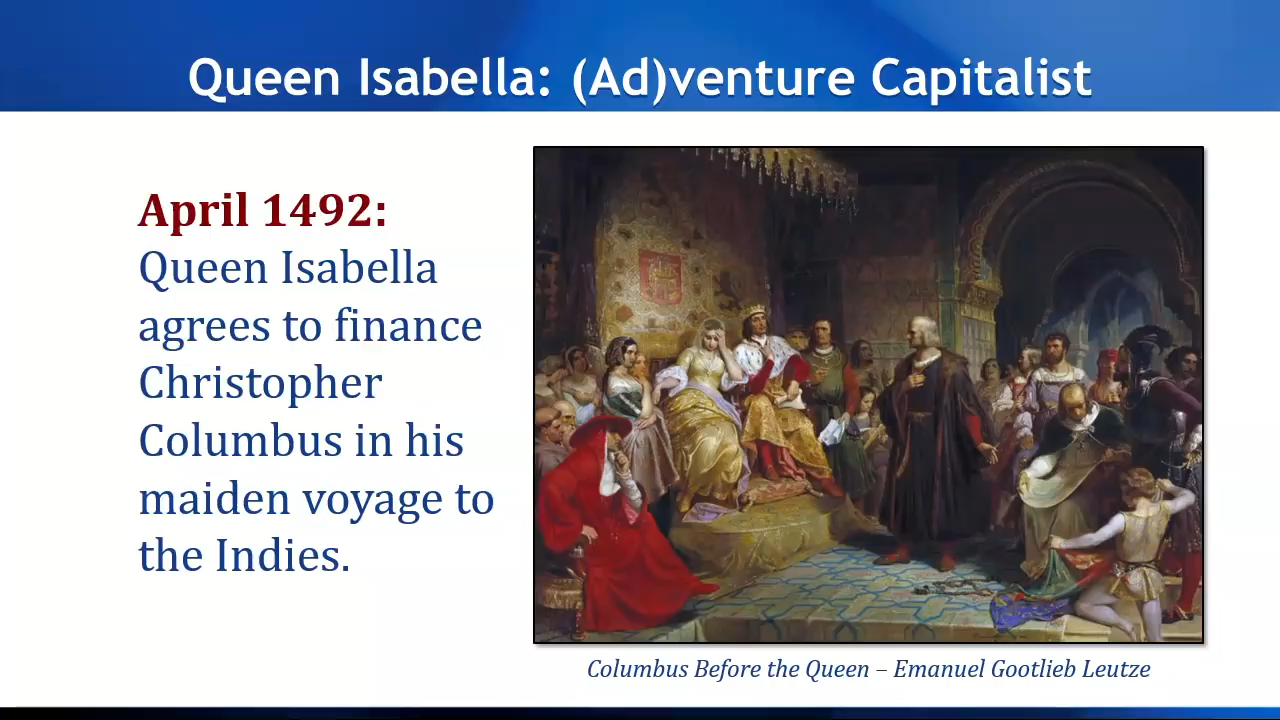 Queen Isabella: (Ad)venture Capitalist
April 1492:
Queen Isabella
agrees to finance
Christopher
Columbus in his
maiden voyage to
the Indies.
Columbus Before the Queen – Emanuel Gootlieb Leutze